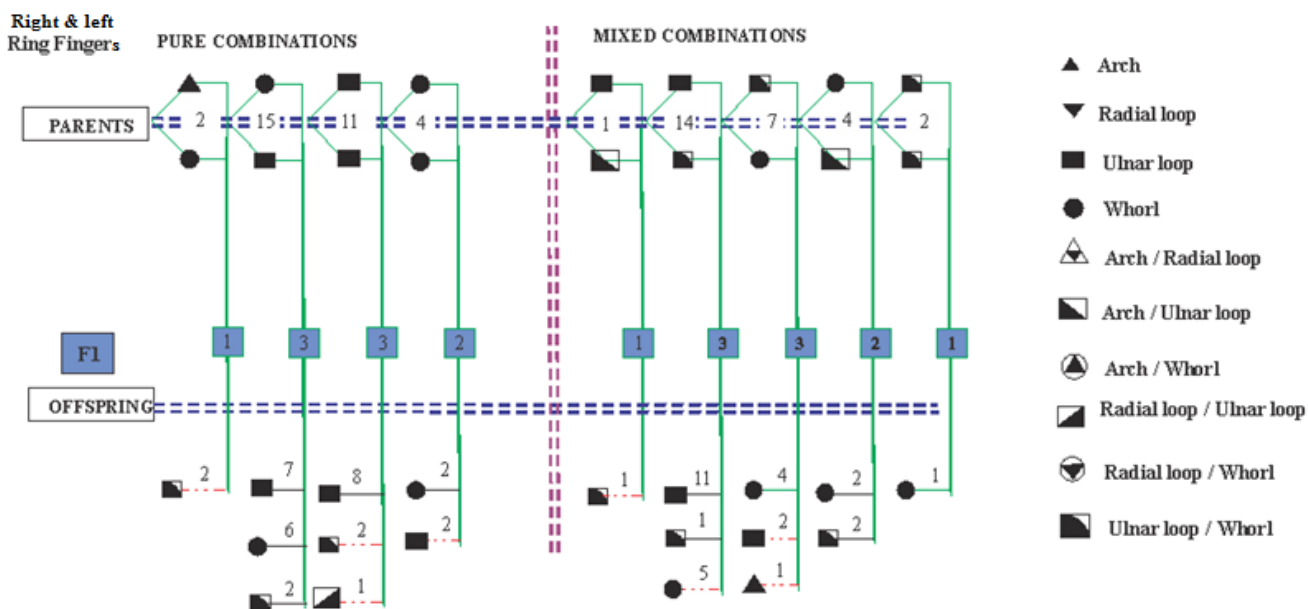 Right & left
Ring Fingers
PURE COMBINATIONS
MIXED COMBINATIONS
PARENTS
2 15 11 4 1 14 7 4 2
F1
1 3 3 2 1 3 3 2 1
OFFSPRING
2 7 8 2 1 11 4 2 1
6 2 2 1 2 2
2 1 5 1
Arch
Radial loop
Ulnar loop
Whorl
Arch / Radial loop
Arch / Ulnar loop
Arch / Whorl
Radial loop / Ulnar loop
Radial loop / Whorl
Ulnar loop / Whorl